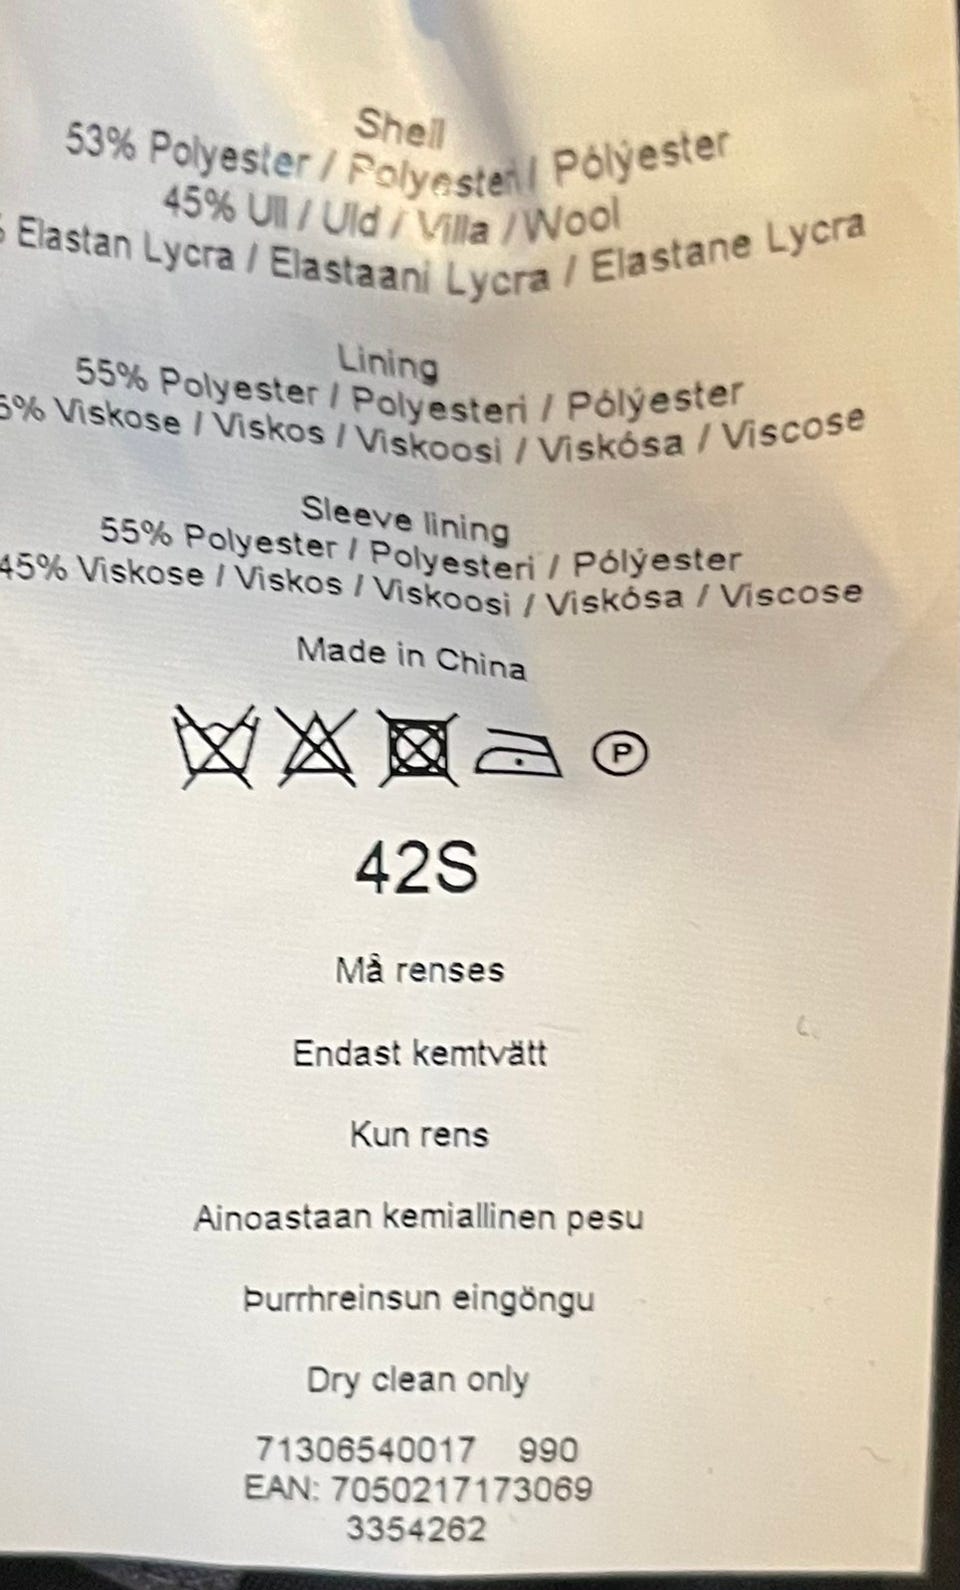 Shell
53% Polyester / Polyesteri / Pólýester
45% Ull / Uld / Villa / Wool
% Elastan Lycra / Elastaani Lycra / Elastane Lycra
Lining
55% Polyester / Polyesteri / Pólýester
5% Viskose / Viskos / Viskoosi / Viskósa / Viscose
Sleeve lining
55% Polyester / Polyesteri / Pólýester
45% Viskose / Viskos / Viskoosi / Viskósa / Viscose
Made in China
P
42S
Må renses
Endast kemtvätt
Kun rens
Ainoastaan kemiallinen pesu
Þurrhreinsun eingöngu
Dry clean only
71306540017 990
EAN: 7050217173069
3354262